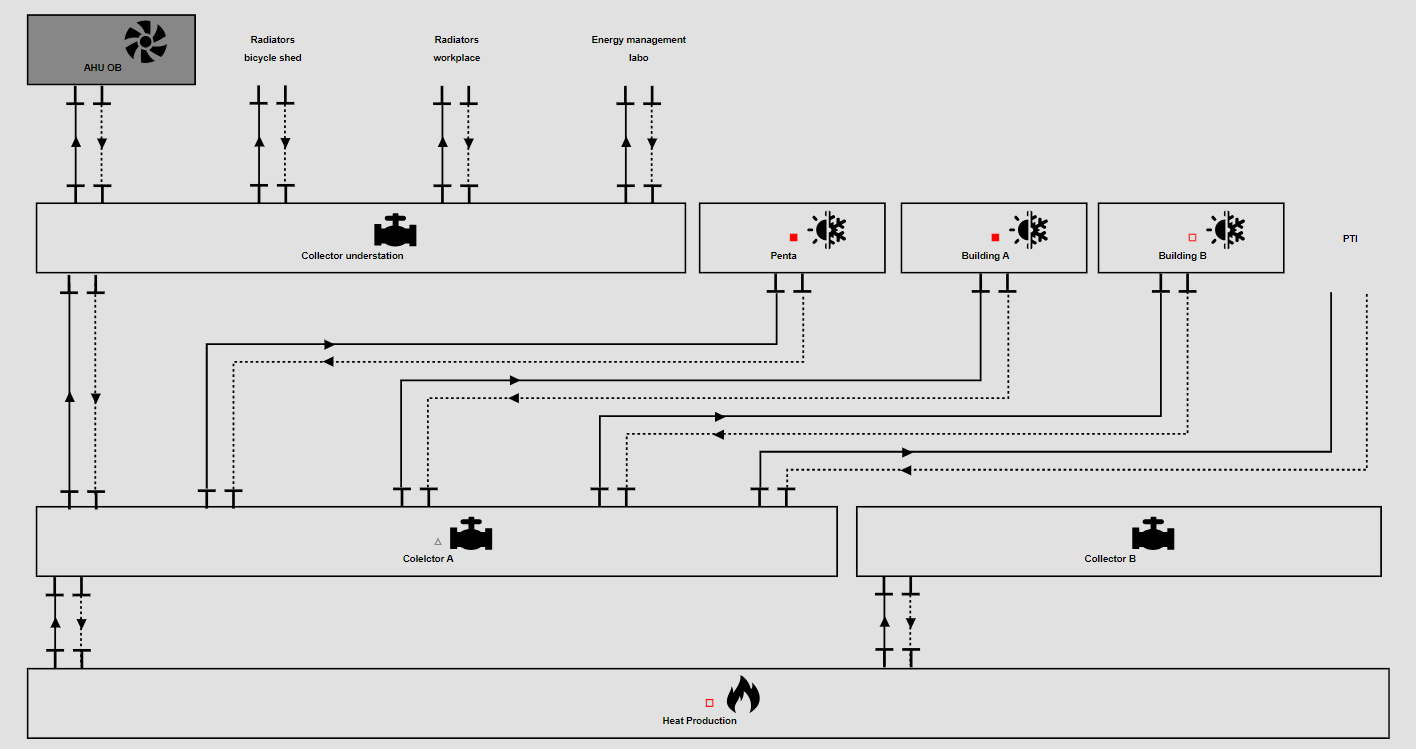 AHU OB
Radiators
bicycle shed
Radiators
workplace
Energy management
labo
Collector understation
Penta
Building A
Building B
PTI
Colelctor A
Collector B
Heat Production